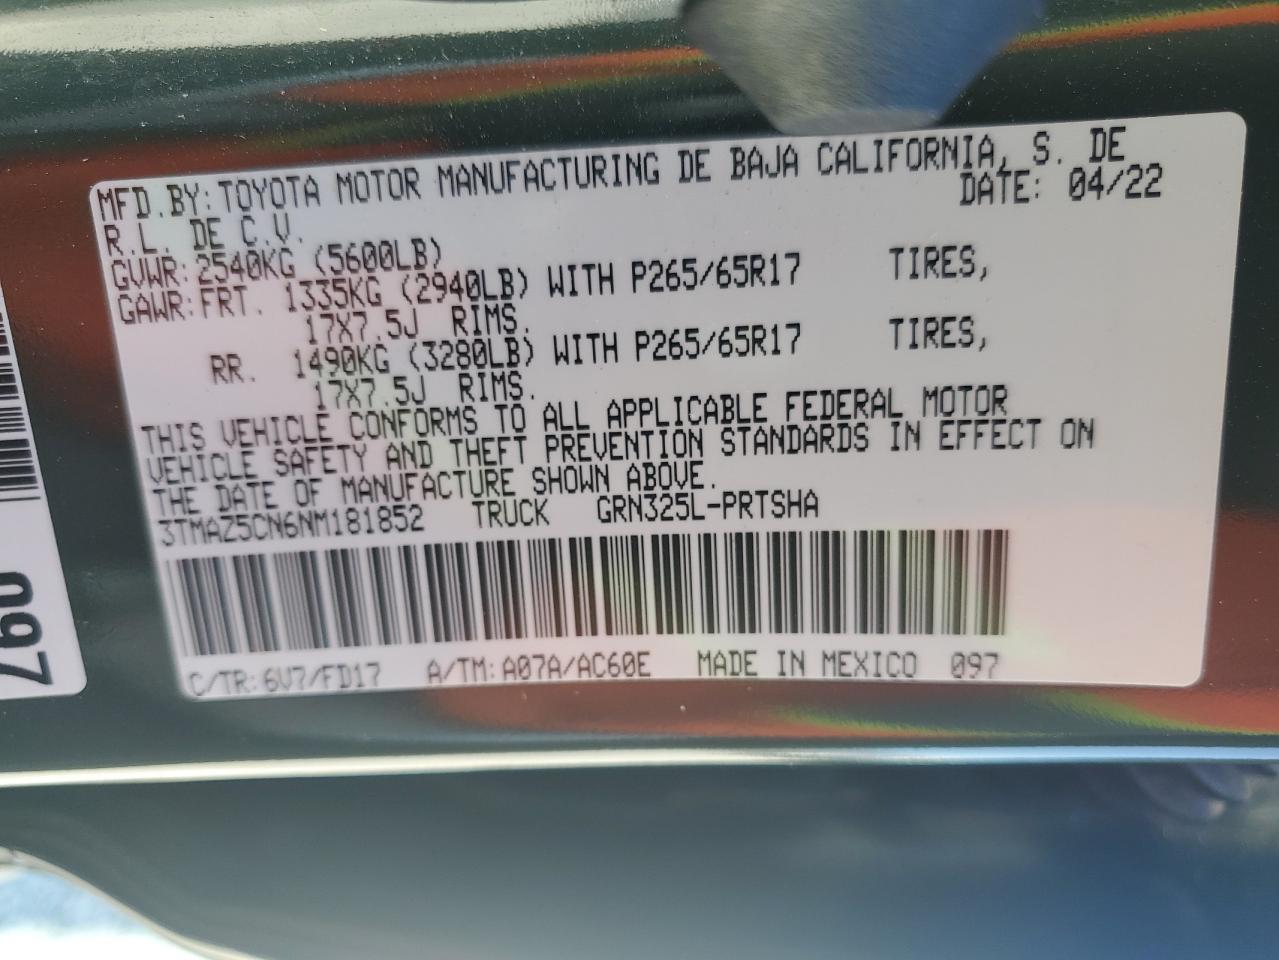 MFD.BY: TOYOTA MOTOR MANUFACTURING DE BAJA CALIFORNIA, S. DE
R.L. DE C.V. DATE: 04/22
GVWR: 2540KG (5600LB)
GAWR: FRT. 1335KG (2940LB) WITH P265/65R17 TIRES,
17X7.5J RIMS.
RR. 1490KG (3280LB) WITH P265/65R17 TIRES,
17X7.5J RIMS.
THIS VEHICLE CONFORMS TO ALL APPLICABLE FEDERAL MOTOR
VEHICLE SAFETY AND THEFT PREVENTION STANDARDS IN EFFECT ON
THE DATE OF MANUFACTURE SHOWN ABOVE.
3TMAZ5CN6NM181852 TRUCK GRN325L-PRTSHA
C/TR: 6V7/FD17 A/TM: A07A/AC60E MADE IN MEXICO 097
097